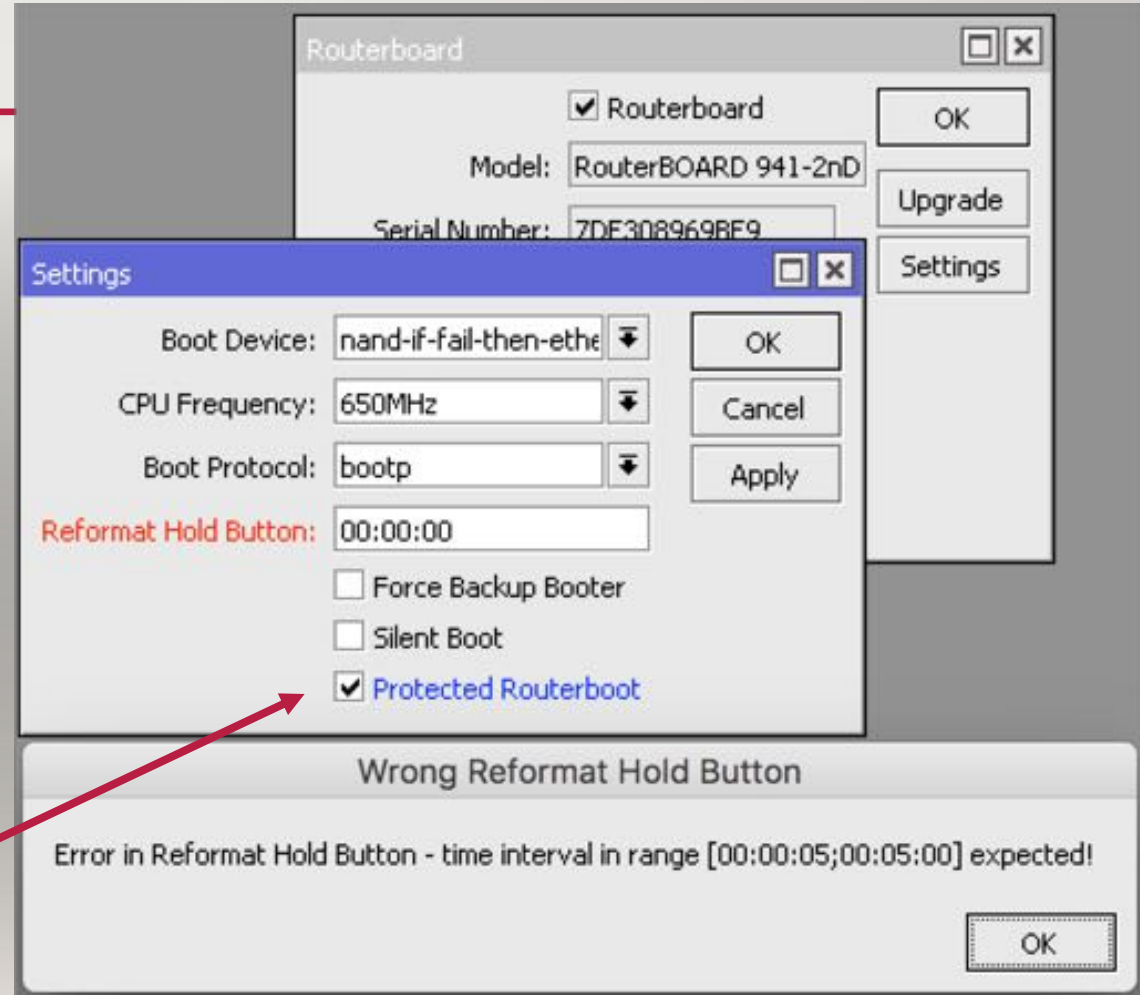 Routerboard
Routerboard
OK
Model: RouterBOARD 941-2nD
Upgrade
Serial Number: 7DF308969BF9
Settings
Settings
Boot Device: nand-if-fail-then-ethe
OK
CPU Frequency: 650MHz
Cancel
Boot Protocol: bootp
Apply
Reformat Hold Button: 00:00:00
Force Backup Booter
Silent Boot
Protected Routerboot
Wrong Reformat Hold Button
Error in Reformat Hold Button - time interval in range [00:00:05;00:05:00] expected!
OK